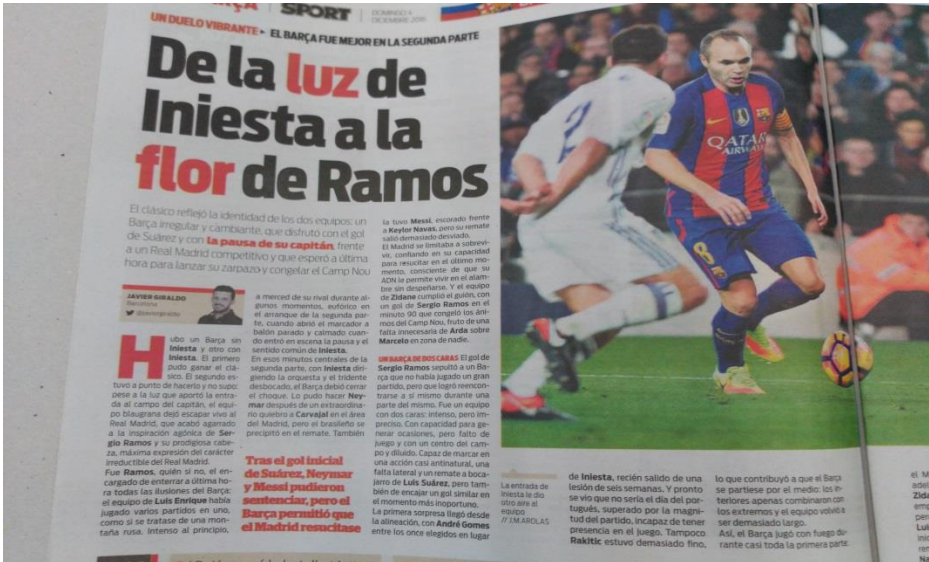 SPORT
DOMINGO 4
DICIEMBRE 2016
UN DUELO VIBRANTE ▸ EL BARÇA FUE MEJOR EN LA SEGUNDA PARTE
De la luz de
Iniesta a la
flor de Ramos
El clásico reflejó la identidad de los dos equipos: un
Barça irregular y cambiante, que disfrutó con el gol
de Suárez y con la pausa de su capitán, frente
a un Real Madrid competitivo y que esperó a última
hora para lanzar su zarpazo y congelar el Camp Nou
JAVIER GIRALDO
Barcelona
Hubo un Barça sin
Iniesta y otro con
Iniesta. El primero
pudo ganar el clá-
sico. El segundo es-
tuvo a punto de hacerlo y no supo:
pese a la luz que aportó la entra-
da al campo del capitán, el equi-
po blaugrana dejó escapar vivo al
Real Madrid, que acabó agarrado
a la inspiración agónica de Ser-
gio Ramos y su prodigiosa cabe-
za, máxima expresión del carácter
irreductible del Real Madrid.
Fue Ramos, quién si no, el en-
cargado de enterrar a última ho-
ra todas las ilusiones del Barça:
el equipo de Luis Enrique había
jugado varios partidos en uno,
como si se tratase de una mon-
taña rusa. Intenso al principio,
a merced de su rival durante al-
gunos momentos, eufórico en
el arranque de la segunda par-
te, cuando abrió el marcador a
balón parado y calmado cuan-
do entró en escena la pausa y el
sentido común de Iniesta.
En esos minutos centrales de la
segunda parte, con Iniesta diri-
giendo la orquesta y el tridente
desbocado, el Barça debió cerrar
el choque. Lo pudo hacer Ney-
mar después de un extraordina-
rio quiebro a Carvajal en el área
del Madrid, pero el brasileño se
precipitó en el remate. También
Tras el gol inicial
de Suárez, Neymar
y Messi pudieron
sentenciar, pero el
Barça permitió que
el Madrid resucitase
la tuvo Messi, escorado frente
a Keylor Navas, pero su remate
salió demasiado desviado.
El Madrid se limitaba a sobrevi-
vir, confiando en su capacidad
para resucitar en el último mo-
mento, consciente de que su
ADN le permite vivir en el alam-
bre sin despeñarse. Y el equipo
de Zidane cumplió el guión, con
un gol de Sergio Ramos en el
minuto 90 que congeló los áni-
mos del Camp Nou, fruto de una
falta innecesaria de Arda sobre
Marcelo en zona de nadie.
UN BARÇA DE DOS CARAS El gol de
Sergio Ramos sepultó a un Bar-
ça que no había jugado un gran
partido, pero que logró reencon-
trarse a sí mismo durante una
parte del mismo. Fue un equipo
con dos caras: intenso, pero im-
preciso. Con capacidad para ge-
nerar ocasiones, pero falto de
juego y con un centro del cam-
po y diluido. Capaz de marcar en
una acción casi antinatural, una
falta lateral y un remate a boca-
jarro de Luis Suárez, pero tam-
bién de encajar un gol similar en
el momento más inoportuno.
La primera sorpresa llegó desde
la alineación, con André Gomes
entre los once elegidos en lugar
2
QATAR
AIRWAYS
8
La entrada de
Iniesta le dio
otro aire al
equipo
// J.M. AROLAS
de Iniesta, recién salido de una
lesión de seis semanas. Y pronto
se vio que no sería el día del por-
tugués, superado por la magni-
tud del partido, incapaz de tener
presencia en el juego. Tampoco
Rakitic estuvo demasiado fino,
lo que contribuyó a que el Barça
se partiese por el medio: los in-
teriores apenas combinaron con
los extremos y el equipo volvió a
ser demasiado largo.
Así, el Barça jugó con fuego du-
rante casi toda la primera parte: